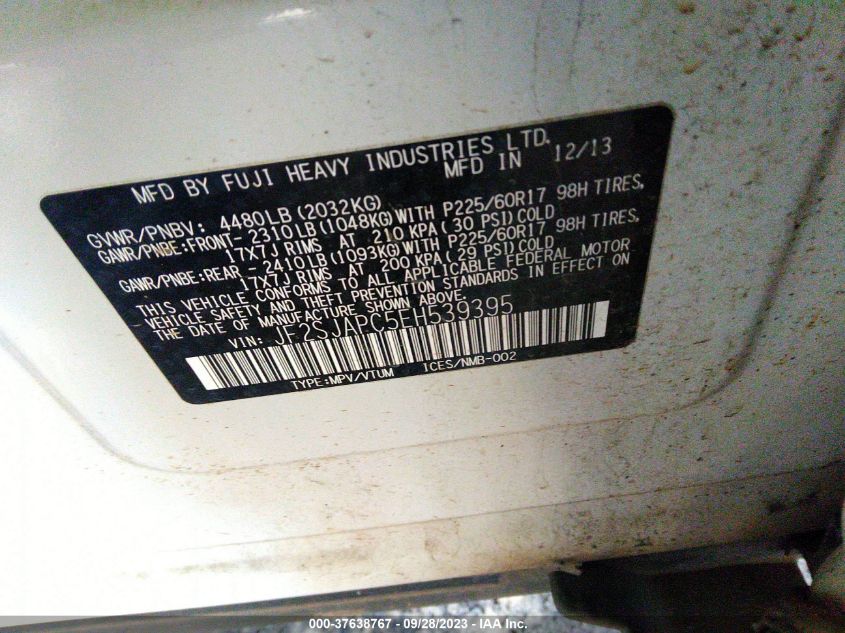 MFD BY FUJI HEAVY INDUSTRIES LTD.
MFD IN 12/13
GVWR/PNBV: 4480LB (2032KG)
GAWR/PNBE:FRONT- 2310LB (1048KG) WITH P225/60R17 98H TIRES,
17X7J RIMS AT 210 KPA (30 PSI) COLD
GAWR/PNBE:REAR - 2410LB (1093KG) WITH P225/60R17 98H TIRES,
17X7J RIMS AT 200 KPA (29 PSI) COLD
THIS VEHICLE CONFORMS TO ALL APPLICABLE FEDERAL MOTOR
VEHICLE SAFETY AND THEFT PREVENTION STANDARDS IN EFFECT ON
THE DATE OF MANUFACTURE SHOWN ABOVE.
VIN: JF2SJAPC5EH539395
TYPE:MPV/VTUM ICES/NMB-002
000-37638767 - 09/28/2023 - IAA Inc.